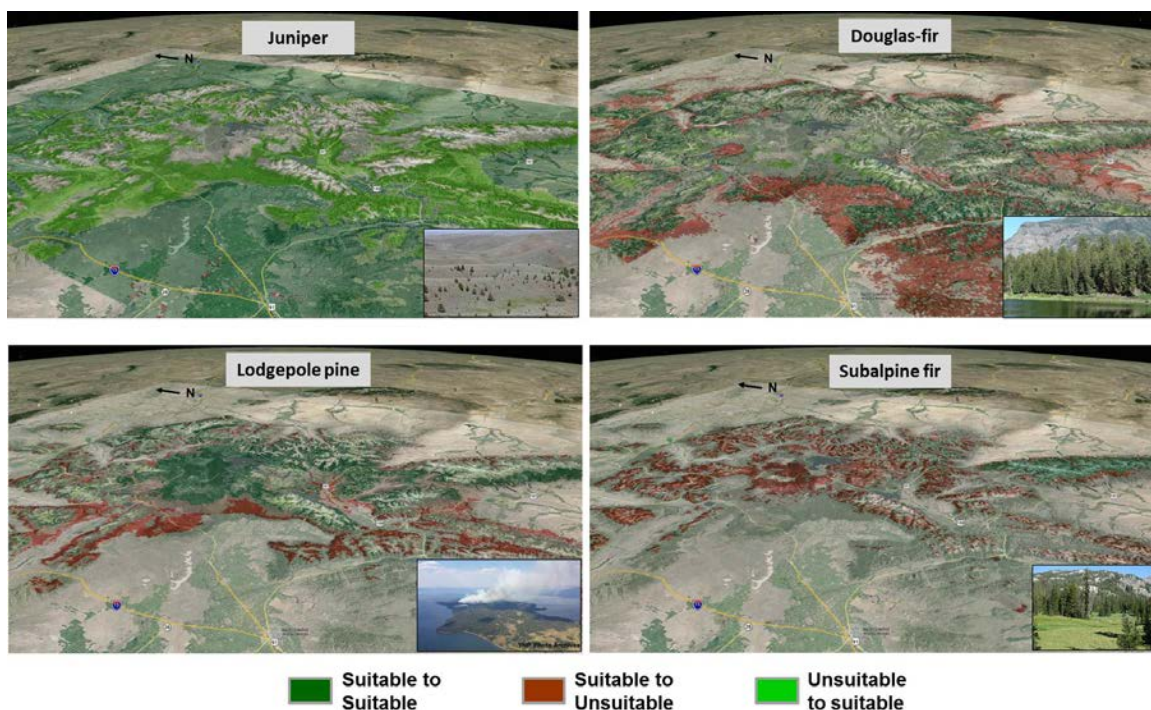 Juniper
N
Douglas-fir
N
Lodgepole pine
N
Subalpine fir
N
Suitable to
Suitable
Suitable to
Unsuitable
Unsuitable
to suitable